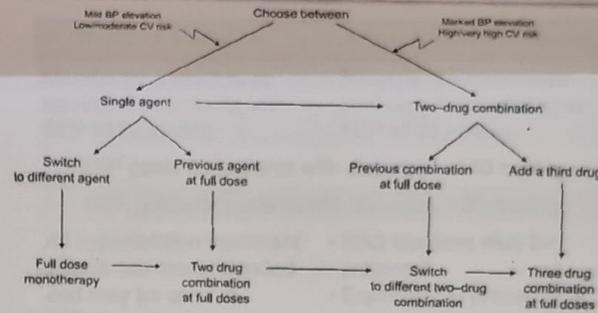 Choose between
Mild BP elevation
Low/moderate CV risk
Marked BP elevation
High/very high CV risk
Single agent
Two–drug combination
Switch
to different agent
Previous agent
at full dose
Previous combination
at full dose
Add a third drug
Full dose
monotherapy
Two drug
combination
at full doses
Switch
to different two–drug
combination
Three drug
combination
at full doses